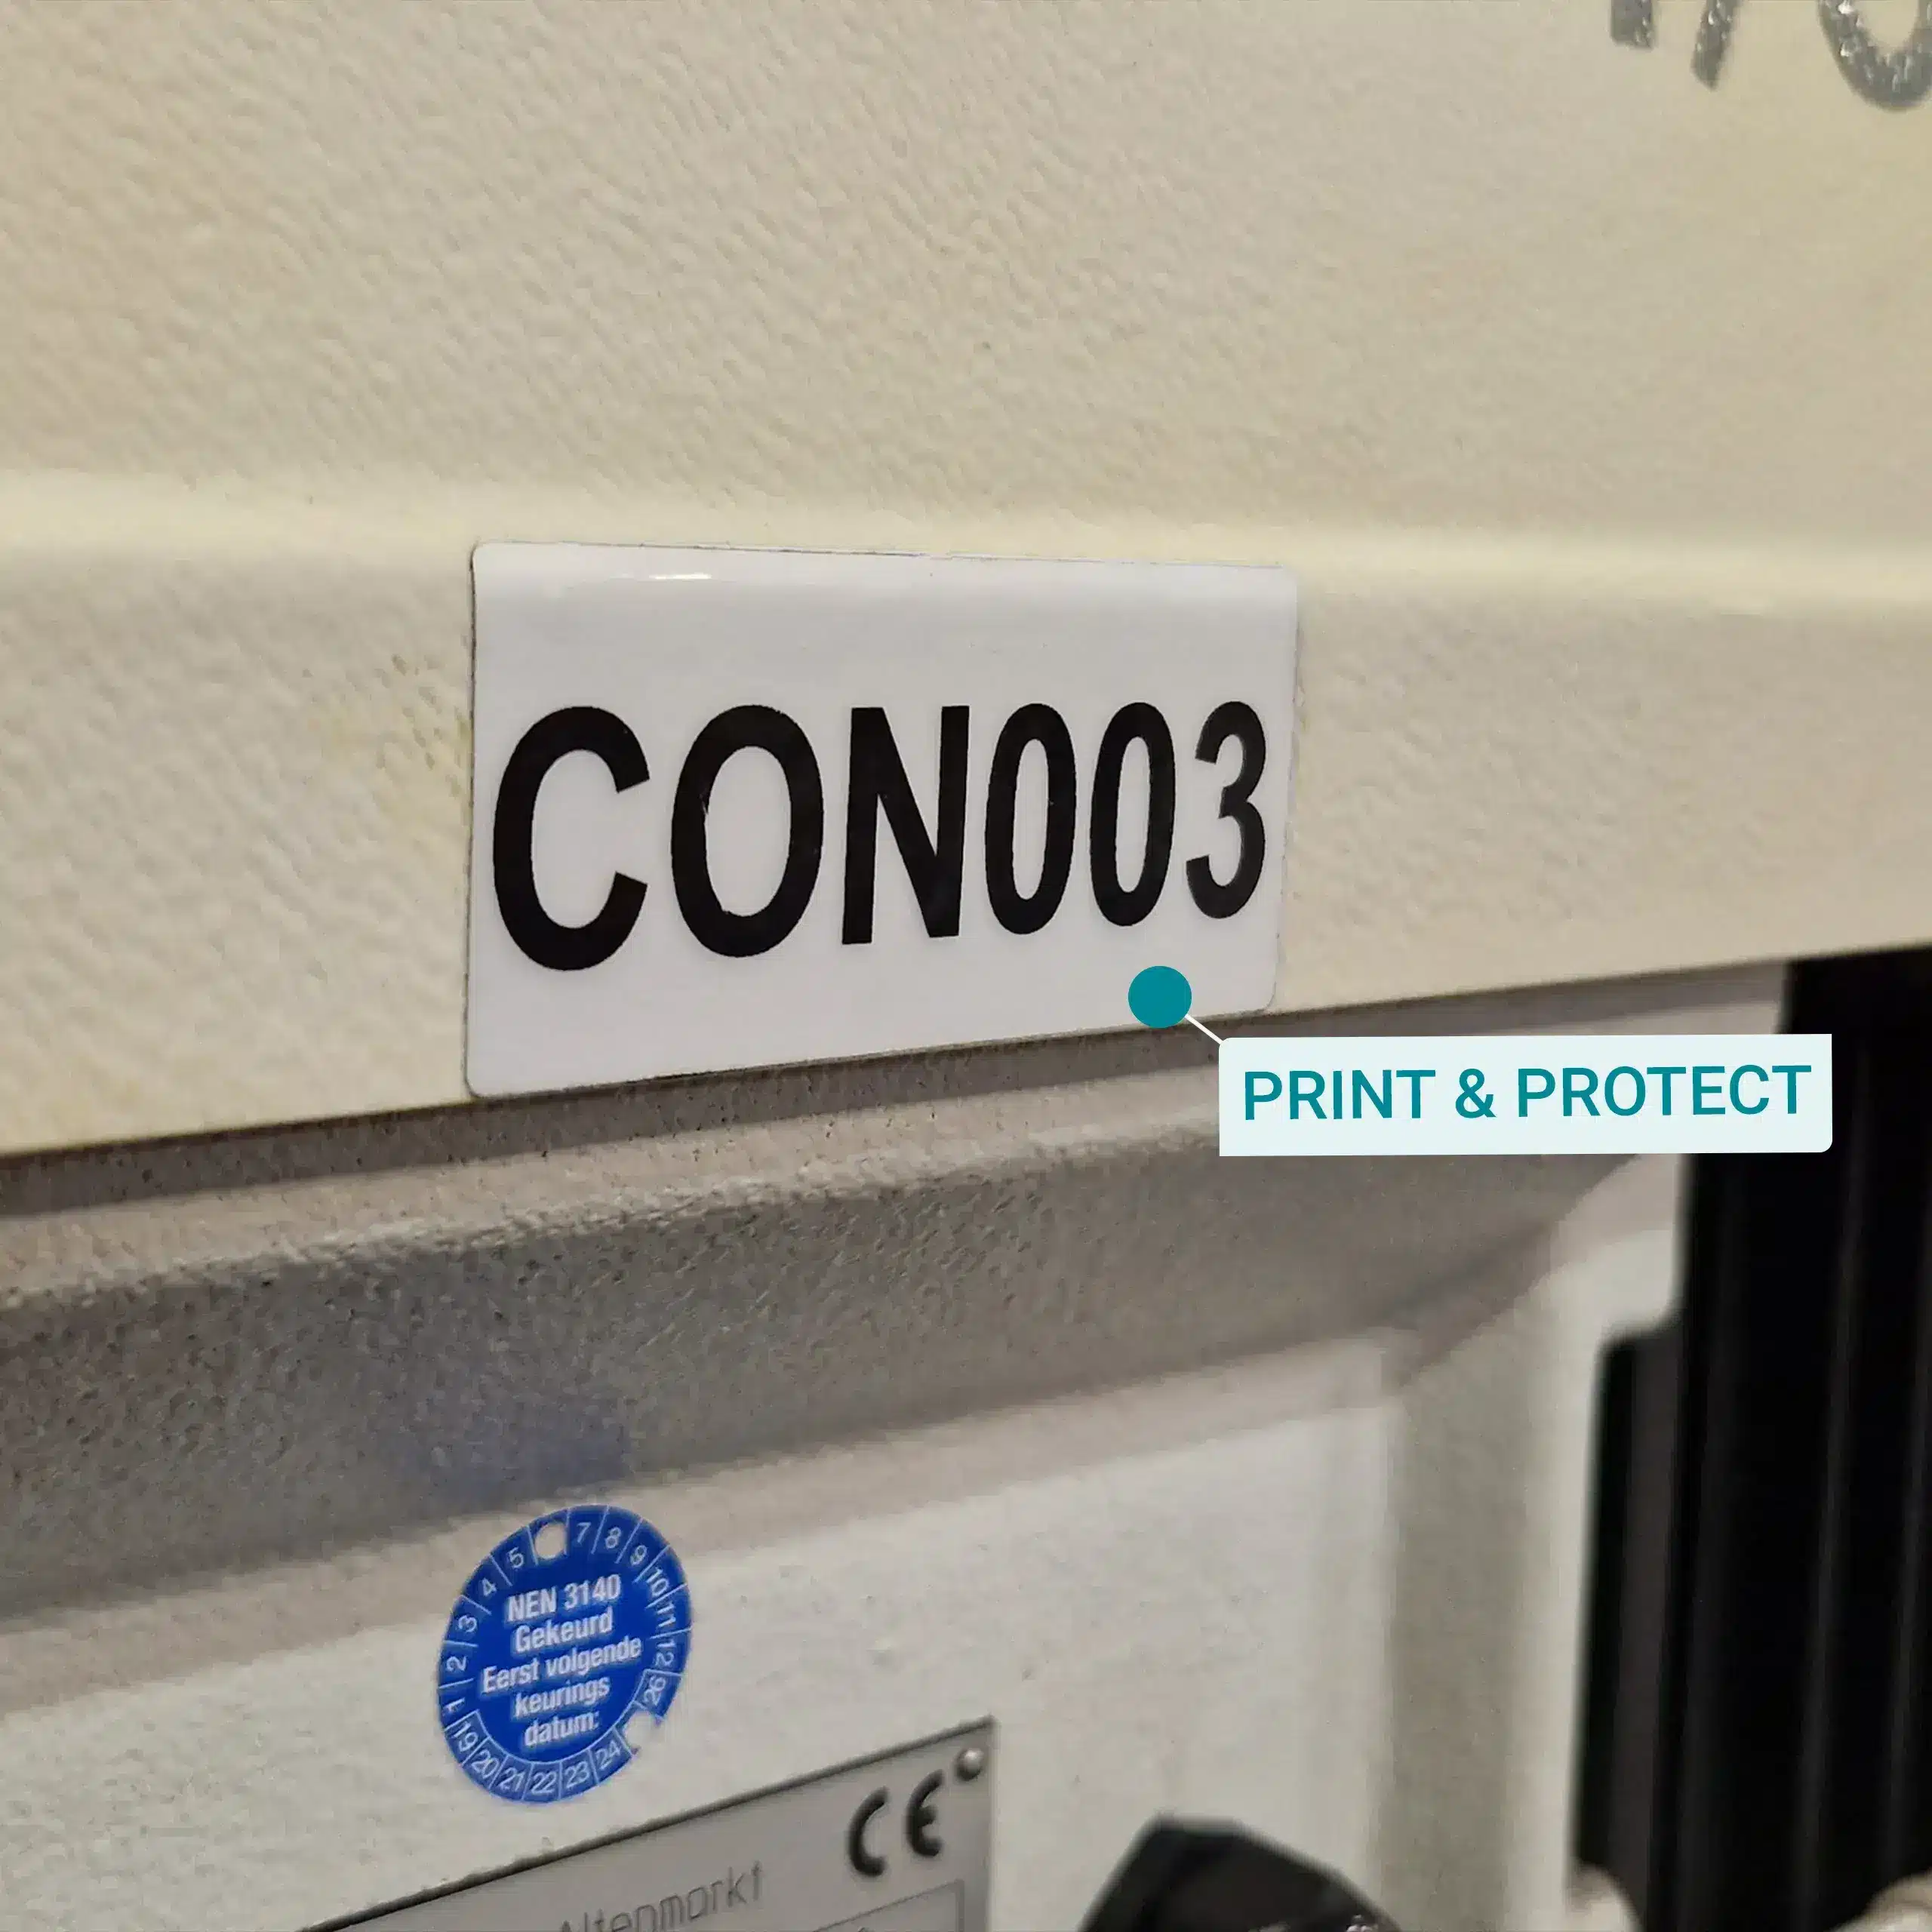 CON003
PRINT & PROTECT
5 7 8
4 9
3 10
2 11
1 12
NEN 3140
Gekeurd
Eerst volgende
keurings
datum:
26
19 20 21 22 23 24
CE
Altenmarkt